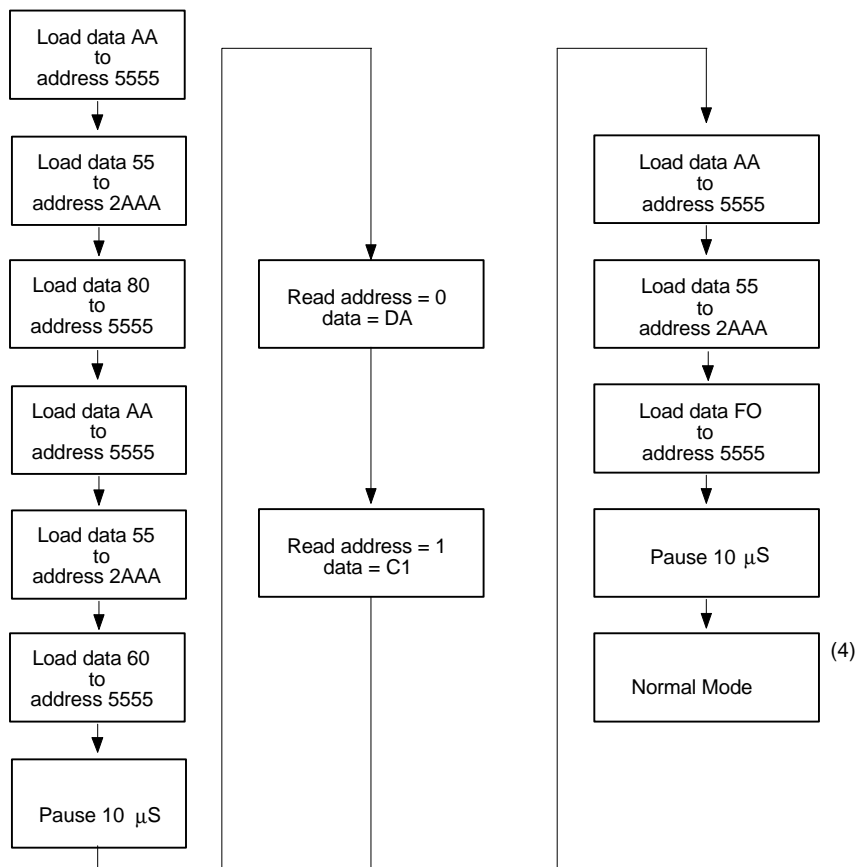 Load data AA
to
address 5555
Load data 55
to
address 2AAA
Load data 80
to
address 5555
Load data AA
to
address 5555
Load data 55
to
address 2AAA
Load data 60
to
address 5555
Pause 10 μS
Read address = 0
data = DA
Read address = 1
data = C1
Load data AA
to
address 5555
Load data 55
to
address 2AAA
Load data FO
to
address 5555
Pause 10 μS
Normal Mode
(4)